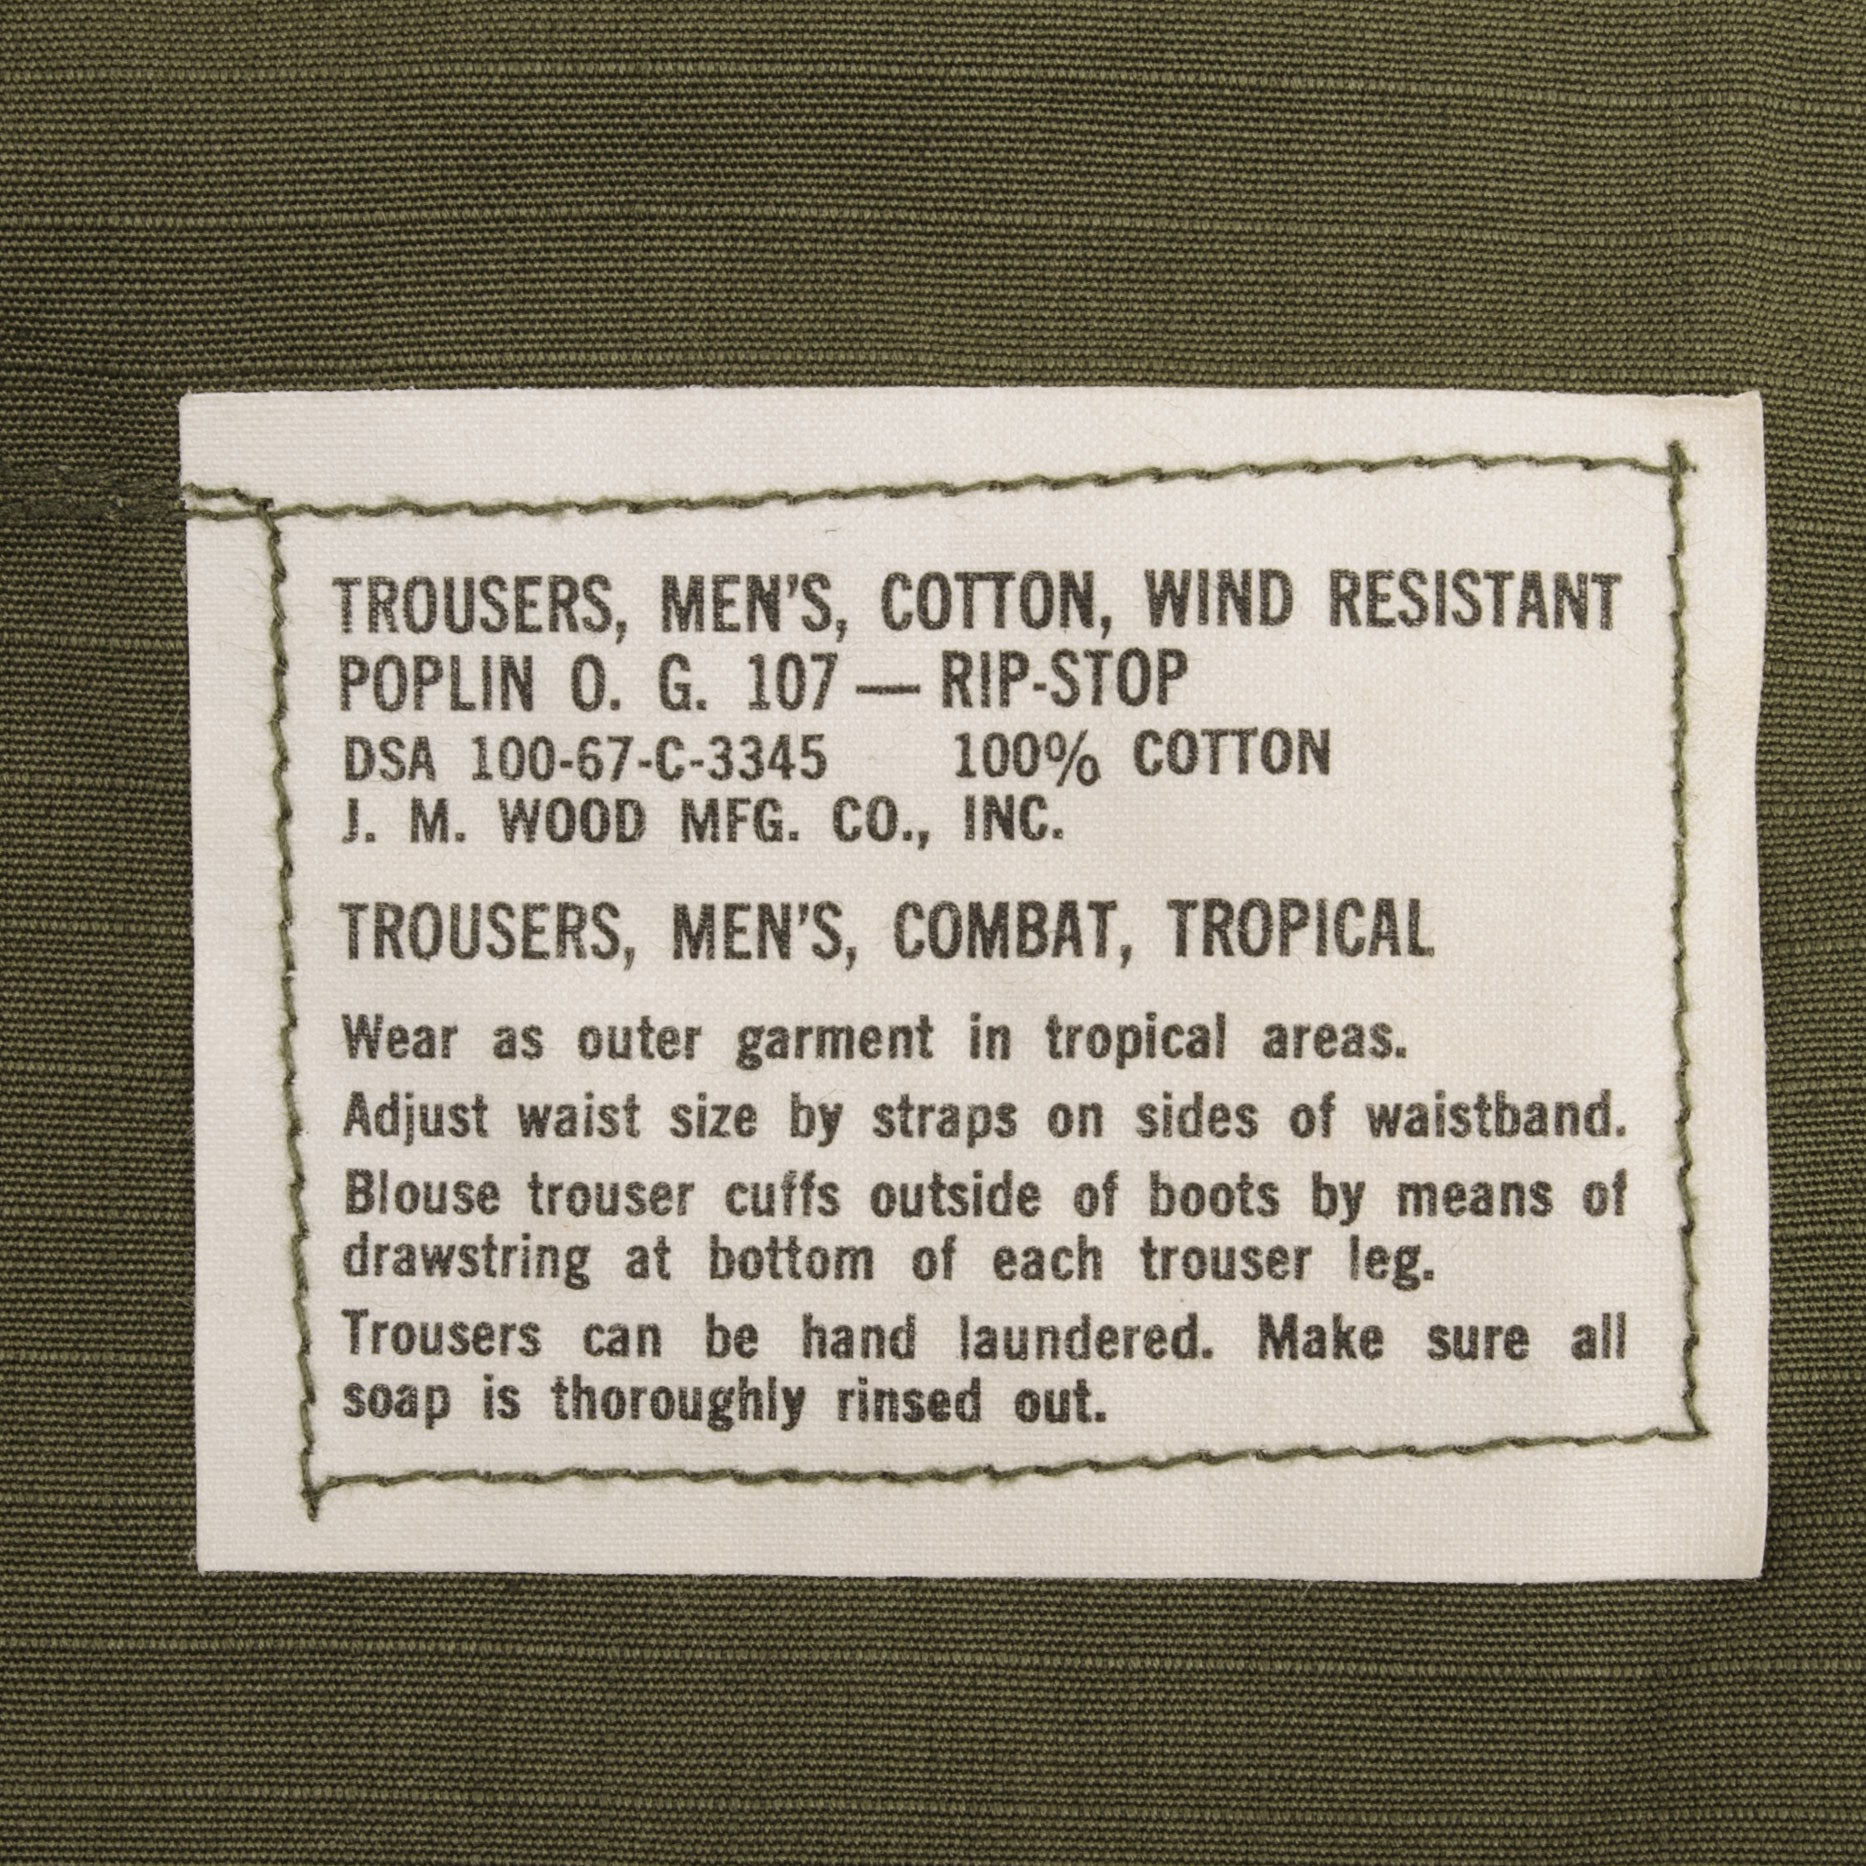 TROUSERS, MEN'S, COTTON, WIND RESISTANT
POPLIN O. G. 107 — RIP-STOP
DSA 100-67-C-3345 100% COTTON
J. M. WOOD MFG. CO., INC.
TROUSERS, MEN'S, COMBAT, TROPICAL
Wear as outer garment in tropical areas.
Adjust waist size by straps on sides of waistband.
Blouse trouser cuffs outside of boots by means of
drawstring at bottom of each trouser leg.
Trousers can be hand laundered. Make sure all
soap is thoroughly rinsed out.